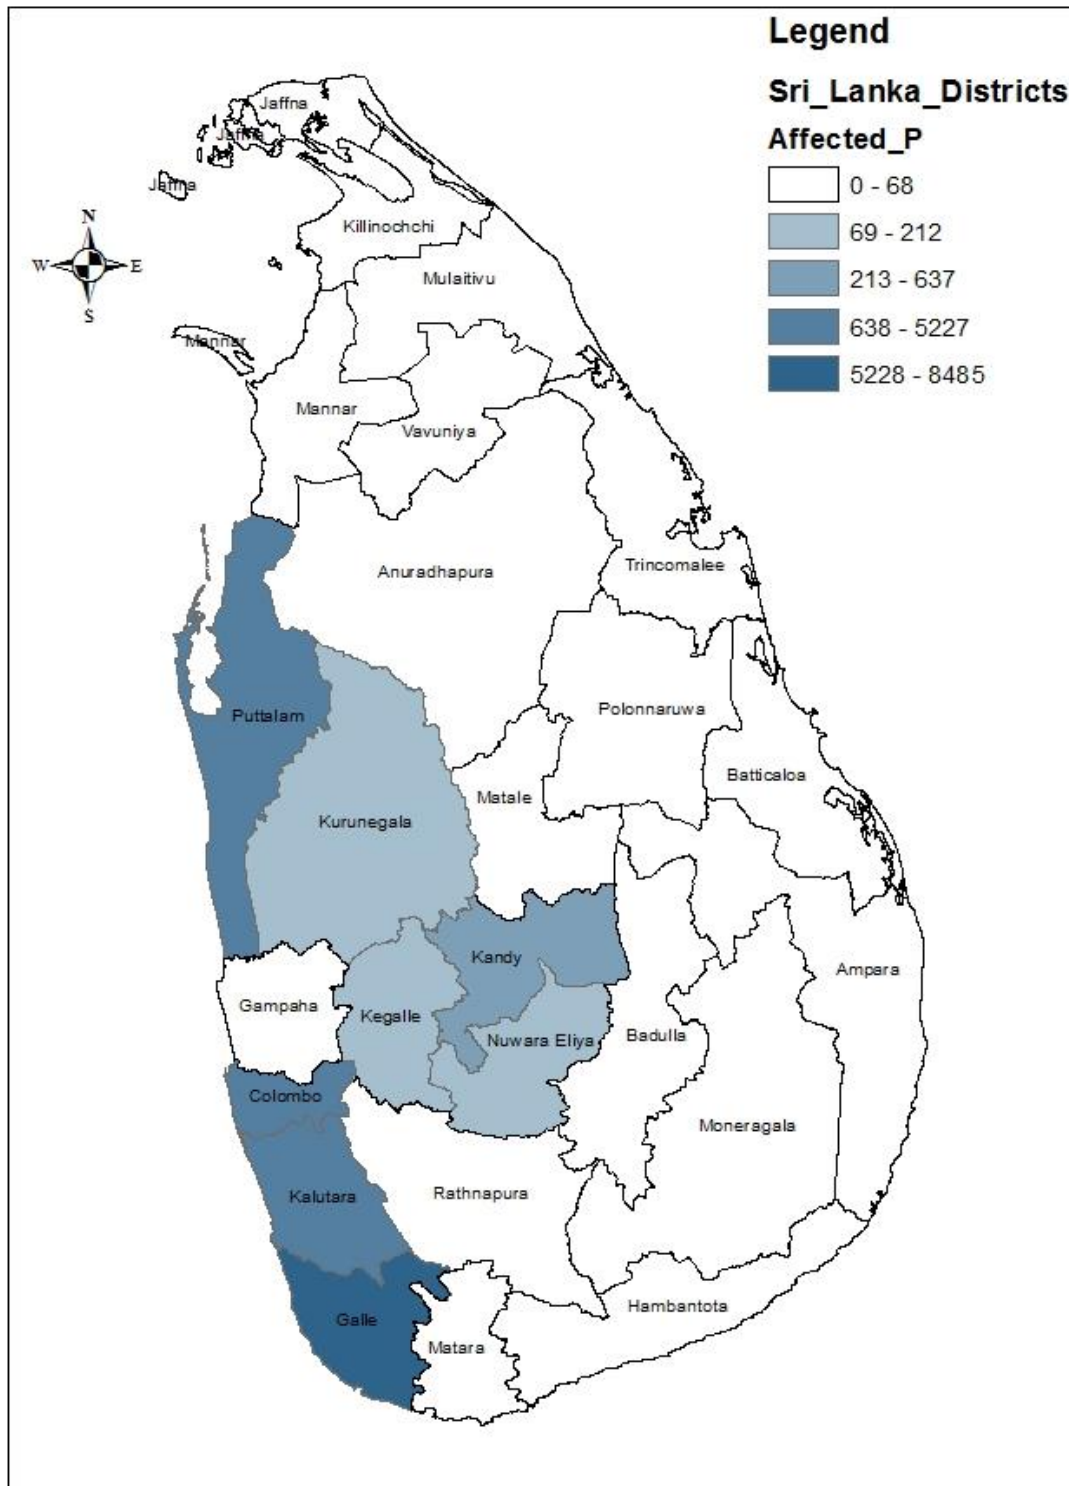 Legend
Sri_Lanka_Districts
Affected_P
0 - 68
69 - 212
213 - 637
638 - 5227
5228 - 8485
N
W E
S
Jaffna
Jaffna
Jaffna
Killinochchi
Mulaitivu
Mannar
Mannar
Vavuniya
Anuradhapura
Trincomalee
Puttalam
Polonnaruwa
Batticaloa
Matale
Kurunegala
Kandy
Ampara
Gampaha
Kegalle
Nuwara Eliya
Badulla
Colombo
Moneragala
Kalutara
Rathnapura
Hambantota
Galle
Matara